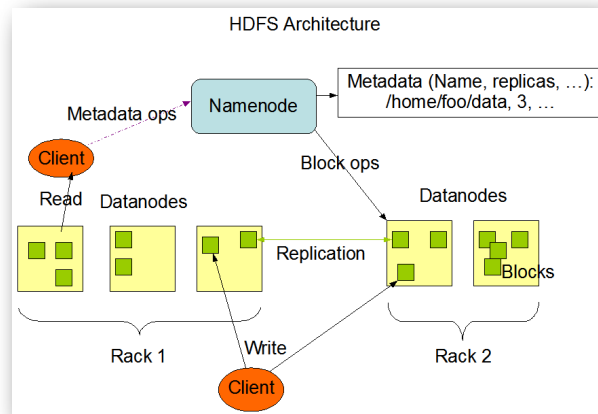 HDFS Architecture
Namenode
Metadata (Name, replicas, ...):
/home/foo/data, 3, ...
Metadata ops
Client
Block ops
Read
Datanodes
Datanodes
Replication
Blocks
Rack 1
Write
Rack 2
Client